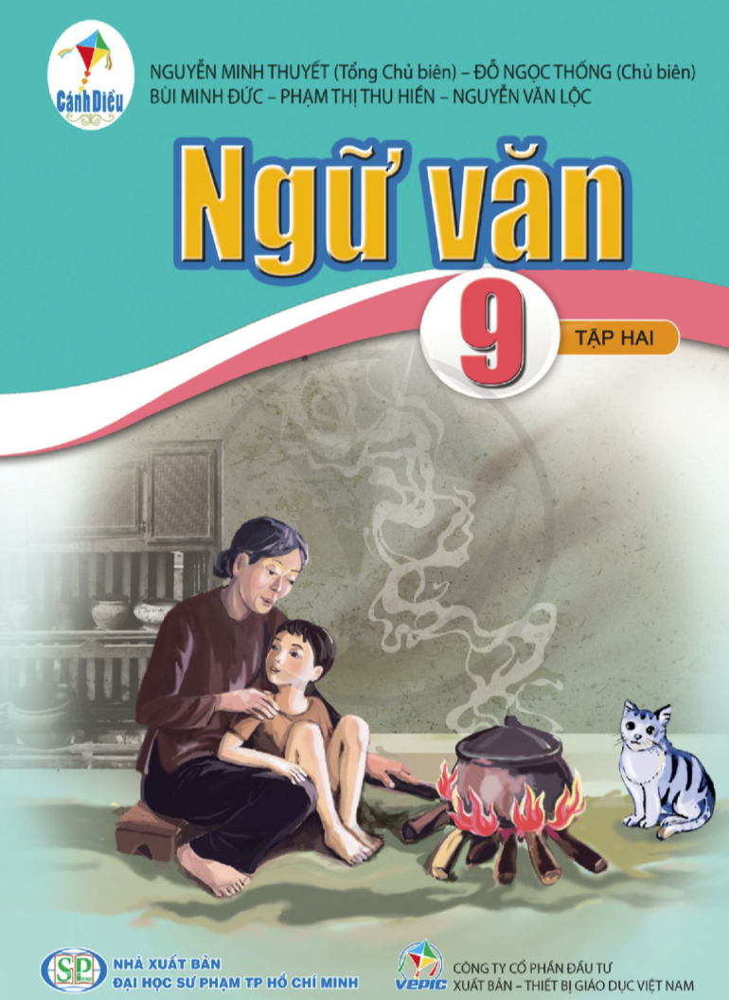 Cánh Diều
NGUYỄN MINH THUYẾT (Tổng Chủ biên) – ĐỖ NGỌC THỐNG (Chủ biên)
BÙI MINH ĐỨC – PHẠM THỊ THU HIỀN – NGUYỄN VĂN LỘC
Ngữ văn
9
TẬP HAI
SP
NHÀ XUẤT BẢN
ĐẠI HỌC SƯ PHẠM TP HỒ CHÍ MINH
VEPIC
CÔNG TY CỔ PHẦN ĐẦU TƯ
XUẤT BẢN – THIẾT BỊ GIÁO DỤC VIỆT NAM